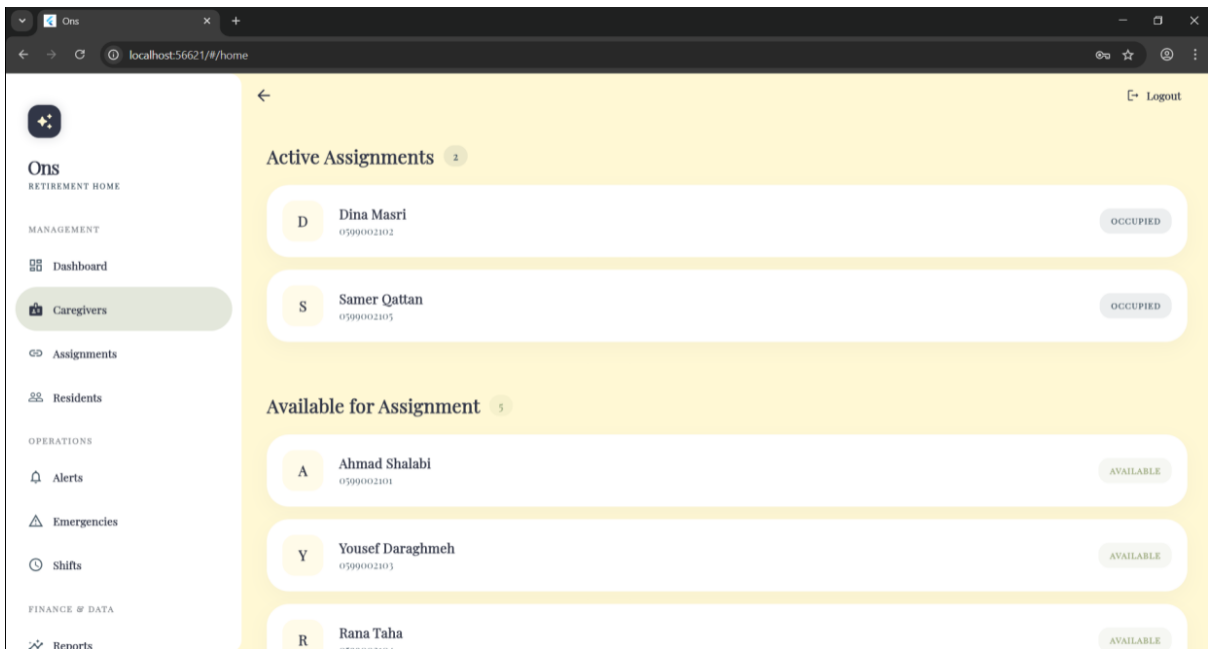 Ons
localhost:56621/#/home
Ons
RETIREMENT HOME
MANAGEMENT
Dashboard
Caregivers
Assignments
Residents
OPERATIONS
Alerts
Emergencies
Shifts
FINANCE & DATA
Reports
Logout
Active Assignments 2
D
Dina Masri
0599002102
OCCUPIED
S
Samer Qattan
0599002105
OCCUPIED
Available for Assignment 5
A
Ahmad Shalabi
0599002101
AVAILABLE
Y
Yousef Daraghmeh
0599002103
AVAILABLE
R
Rana Taha
AVAILABLE